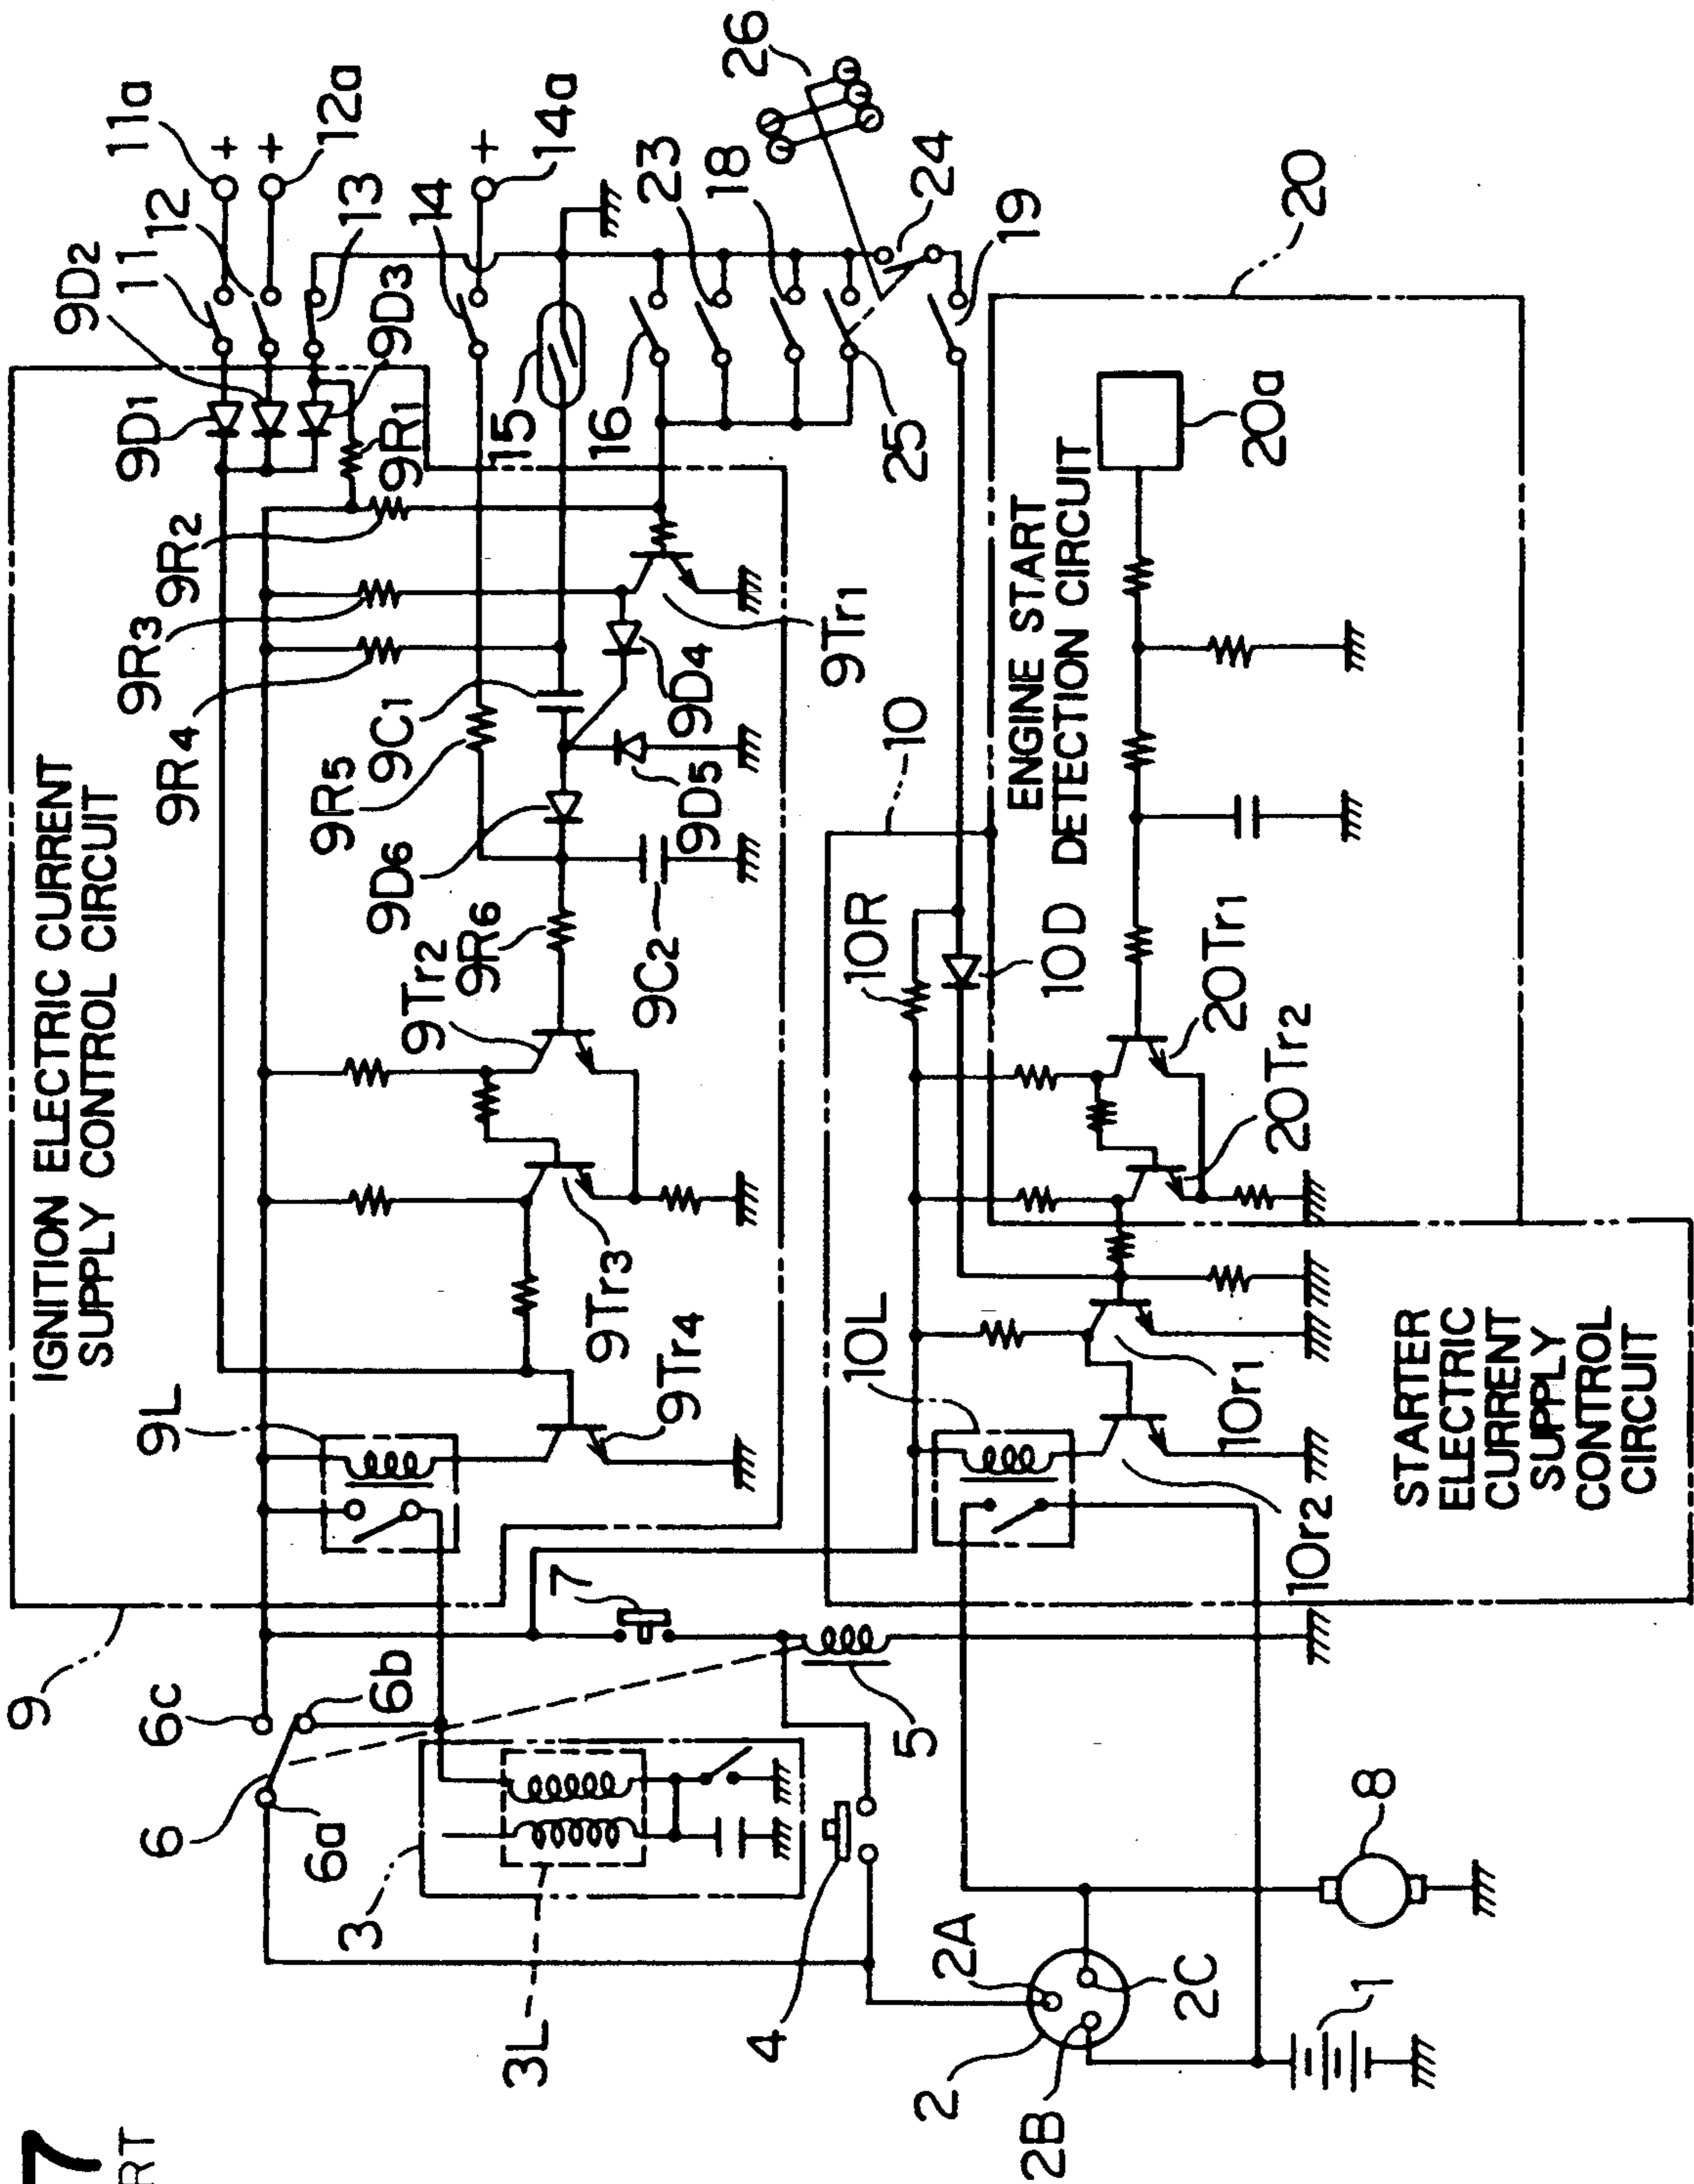 7
RT
IGNITION ELECTRIC CURRENT
SUPPLY CONTROL CIRCUIT
11a
12a
9D2
11
12
13
14
14a
26
9D1
9D3
9R1
9R2
9R3
9R4
15
16
23
18
24
25
19
20
9Tr1
9D4
9C1
9R5
9D5
9D6
9R6
9C2
9Tr2
9Tr3
9Tr4
9L
10
ENGINE START
DETECTION CIRCUIT
20a
10R
10D
20Tr1
20Tr2
10L
10r1
10r2
STARTER
ELECTRIC
CURRENT
SUPPLY
CONTROL
CIRCUIT
9
7
6c
6b
6
6a
5
3
3L
4
8
2A
2C
2
2B
1
+
+
+